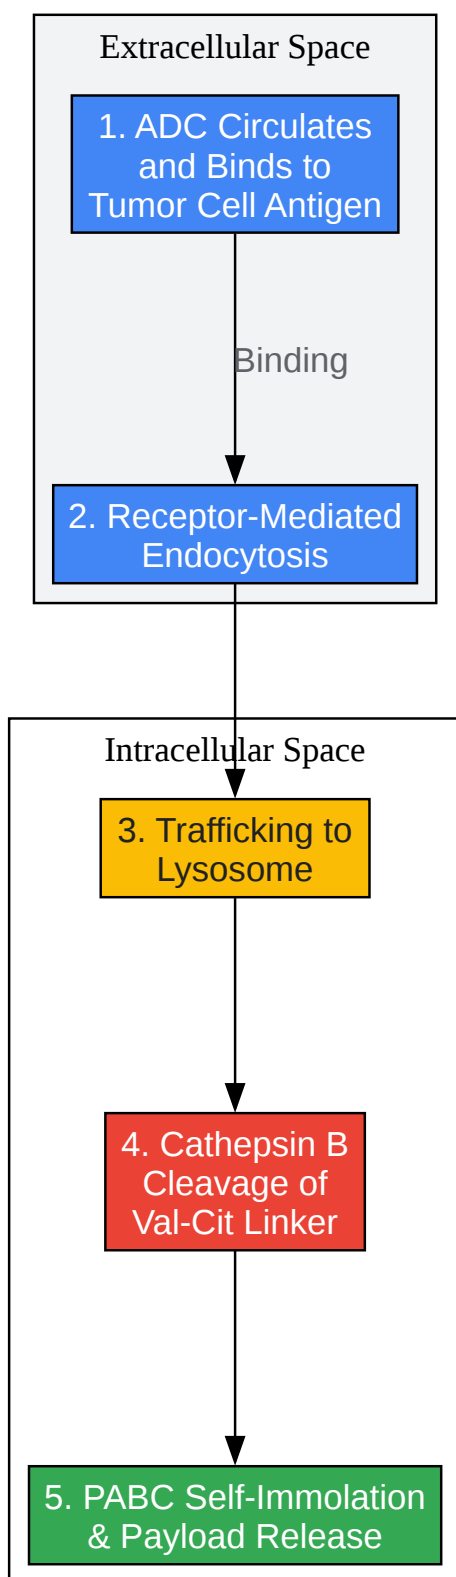 Extracellular Space
1. ADC Circulates
and Binds to
Tumor Cell Antigen
Binding
2. Receptor-Mediated
Endocytosis
Intracellular Space
3. Trafficking to
Lysosome
4. Cathepsin B
Cleavage of
Val-Cit Linker
5. PABC Self-Immolation
& Payload Release